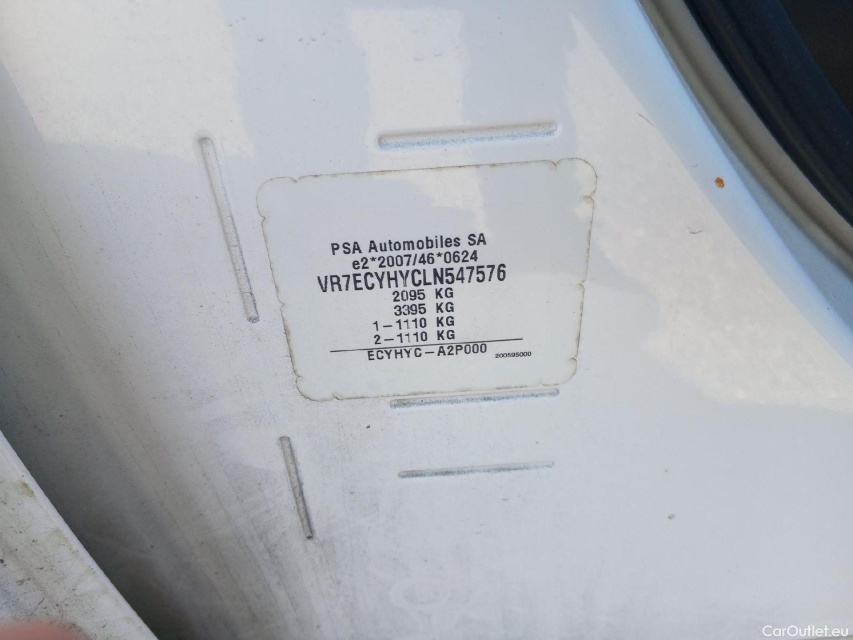 PSA Automobiles SA
e2*2007/46*0624
VR7ECYHYCLN547576
2095 KG
3395 KG
1-1110 KG
2-1110 KG
ECYHYC-A2P000 20059S000
CarOutlet.eu